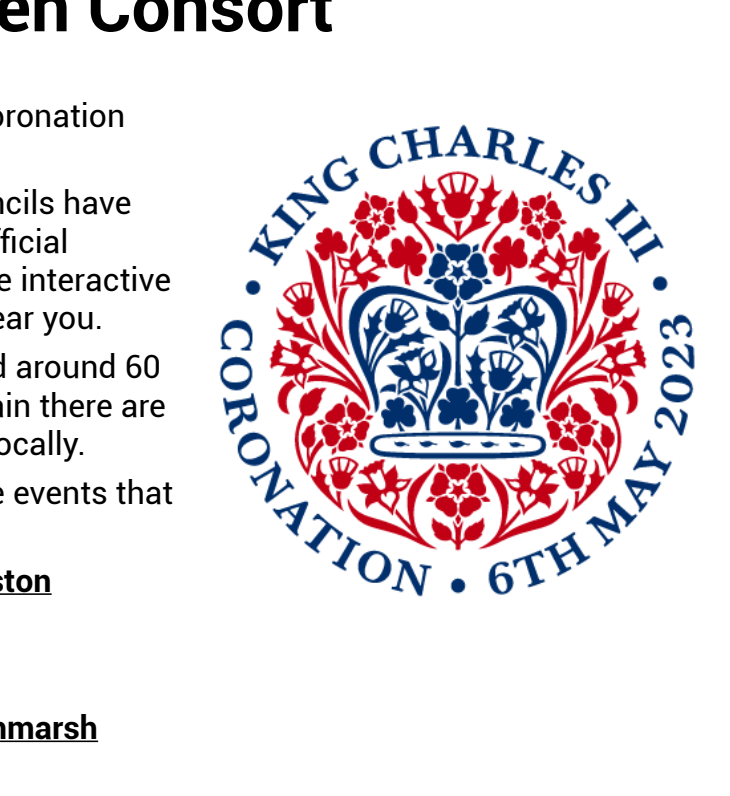 en Consort
oronation
ncils have
fficial
e interactive
ear you.
d around 60
ain there are
ocally.
e events that
ston
nmarsh
• KING CHARLES III •
CORONATION • 6TH MAY 2023